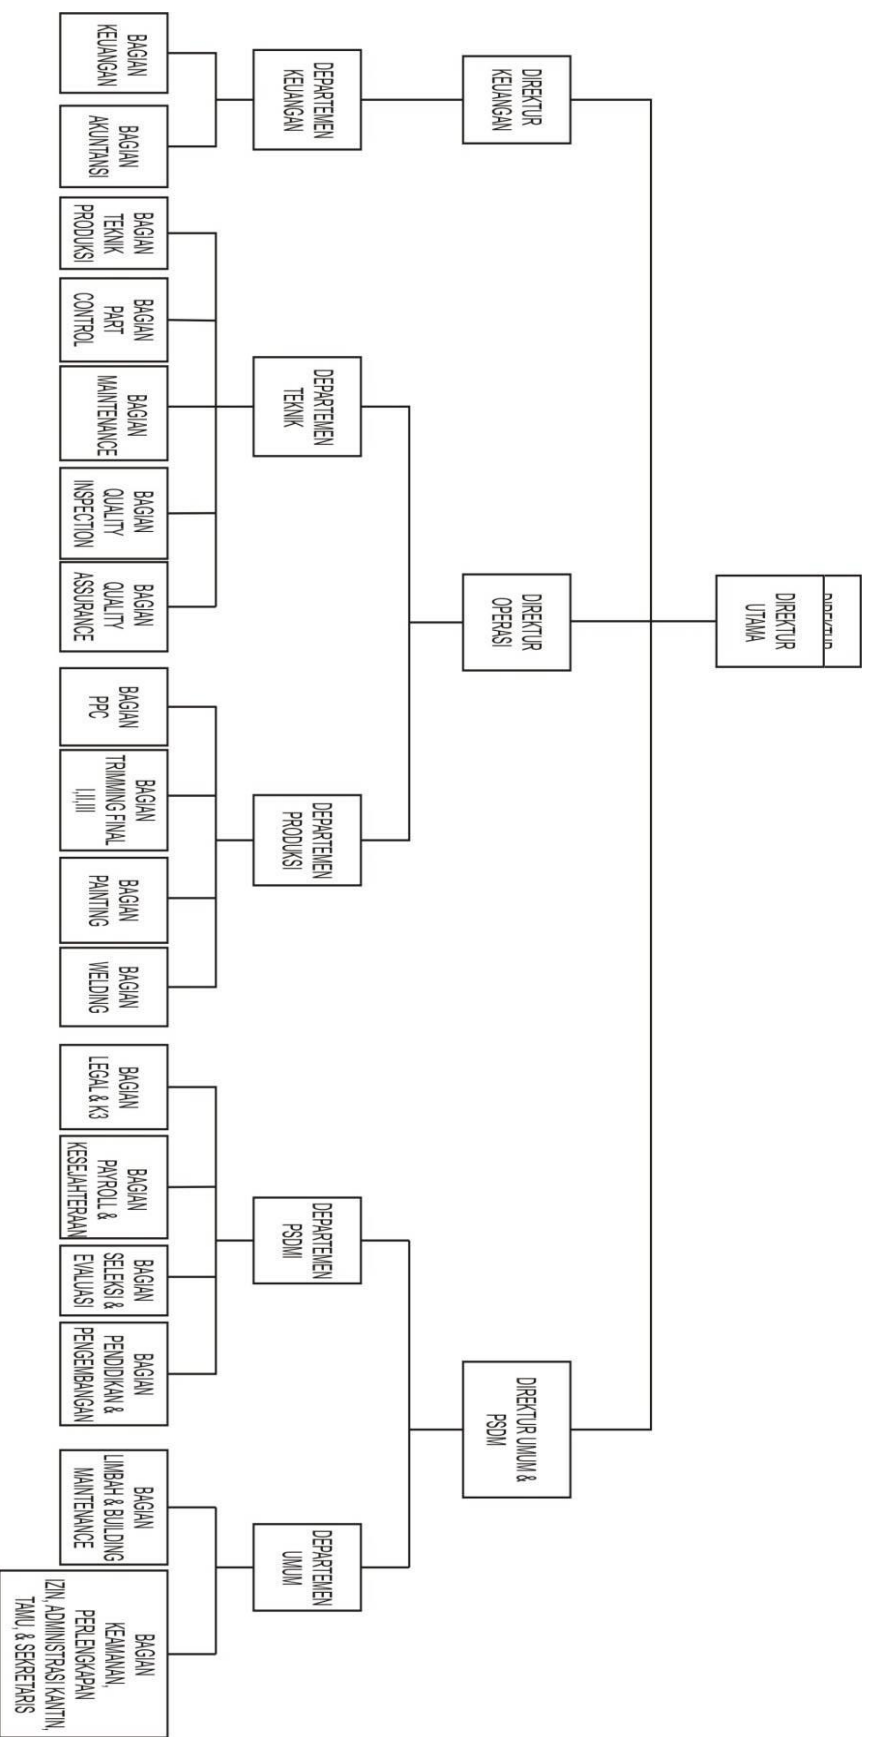 DIREKTUR
UTAMA
DIREKTUR
KEUANGAN
DIREKTUR
OPERASI
DIREKTUR UMUM &
PSDM
DEPARTEMEN
KEUANGAN
DEPARTEMEN
TEKNIK
DEPARTEMEN
PRODUKSI
DEPARTEMEN
PSDMI
DEPARTEMEN
UMUM
BAGIAN
KEUANGAN
BAGIAN
AKUNTANSI
BAGIAN
TEKNIK
PRODUKSI
BAGIAN
PART
CONTROL
BAGIAN
MAINTENANCE
BAGIAN
QUALITY
INSPECTION
BAGIAN
QUALITY
ASSURANCE
BAGIAN
PPC
BAGIAN
TRIMMING FINAL
I,II,III
BAGIAN
PAINTING
BAGIAN
WELDING
BAGIAN
LEGAL & K3
BAGIAN
PAYROLL &
KESEJAHTERAAN
BAGIAN
SELEKSI &
EVALUASI
BAGIAN
PENDIDIKAN &
PENGEMBANGAN
BAGIAN
LIMBAH & BUILDING
MAINTENANCE
BAGIAN
KEAMANAN,
PERLENGKAPAN
IZIN, ADMINISTRASI KANTIN,
TAMU, & SEKRETARIS